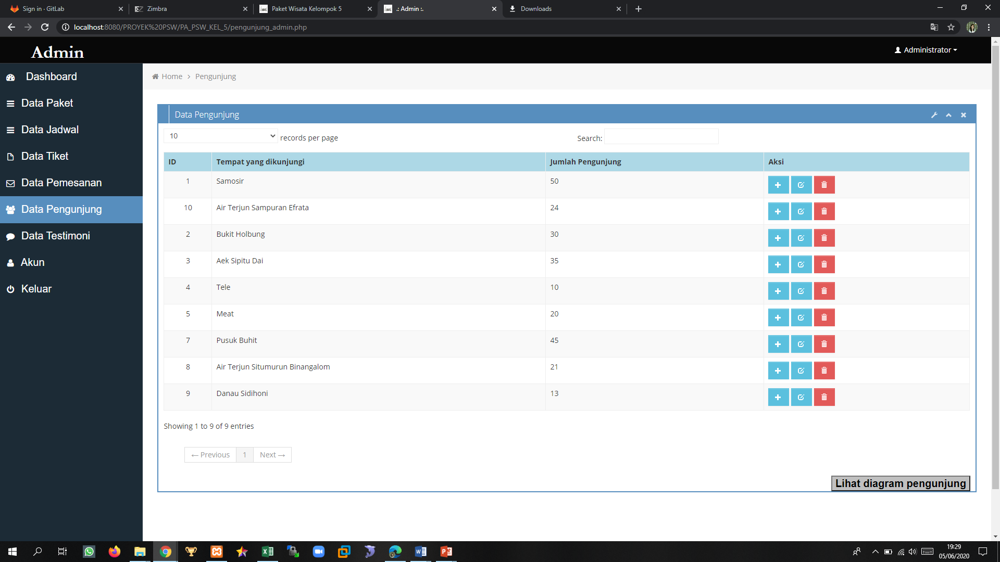 Sign in · GitLab
Zimbra
Paket Wisata Kelompok 5
.: Admin :.
Downloads
localhost:8080/PROYEK%20PSW/PA_PSW_KEL_5/pengunjung_admin.php
Admin
Administrator
Dashboard
Data Paket
Data Jadwal
Data Tiket
Data Pemesanan
Data Pengunjung
Data Testimoni
Akun
Keluar
Home > Pengunjung
Data Pengunjung
10 records per page
Search:
ID Tempat yang dikunjungi Jumlah Pengunjung Aksi
1 Samosir 50
10 Air Terjun Sampuran Efrata 24
2 Bukit Holbung 30
3 Aek Sipitu Dai 35
4 Tele 10
5 Meat 20
7 Pusuk Buhit 45
8 Air Terjun Situmurun Binangalom 21
9 Danau Sidihoni 13
Showing 1 to 9 of 9 entries
← Previous 1 Next →
Lihat diagram pengunjung
19:29
05/06/2020